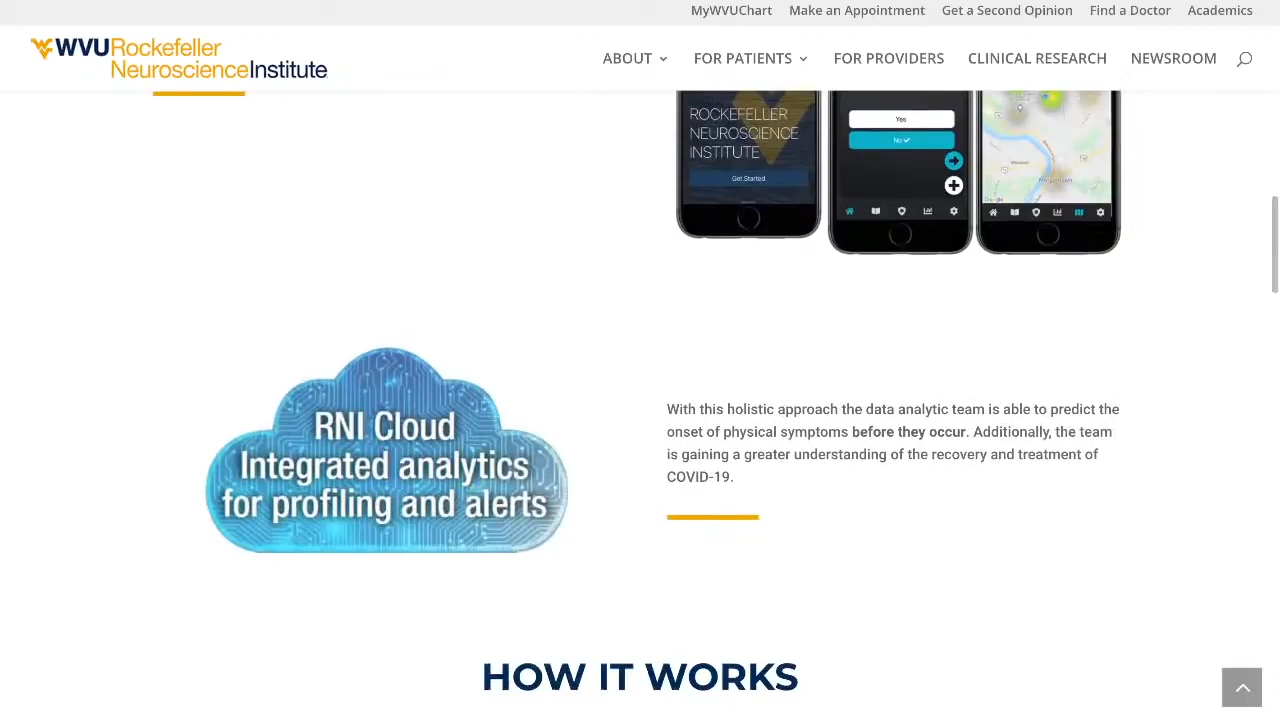 MyWVUChart Make an Appointment Get a Second Opinion Find a Doctor Academics
WVURockefeller
NeuroscienceInstitute
ABOUT FOR PATIENTS FOR PROVIDERS CLINICAL RESEARCH NEWSROOM
ROCKEFELLER
NEUROSCIENCE
INSTITUTE
Get Started
Yes
No
Google
RNI Cloud
Integrated analytics
for profiling and alerts
With this holistic approach the data analytic team is able to predict the
onset of physical symptoms before they occur. Additionally, the team
is gaining a greater understanding of the recovery and treatment of
COVID-19.
HOW IT WORKS